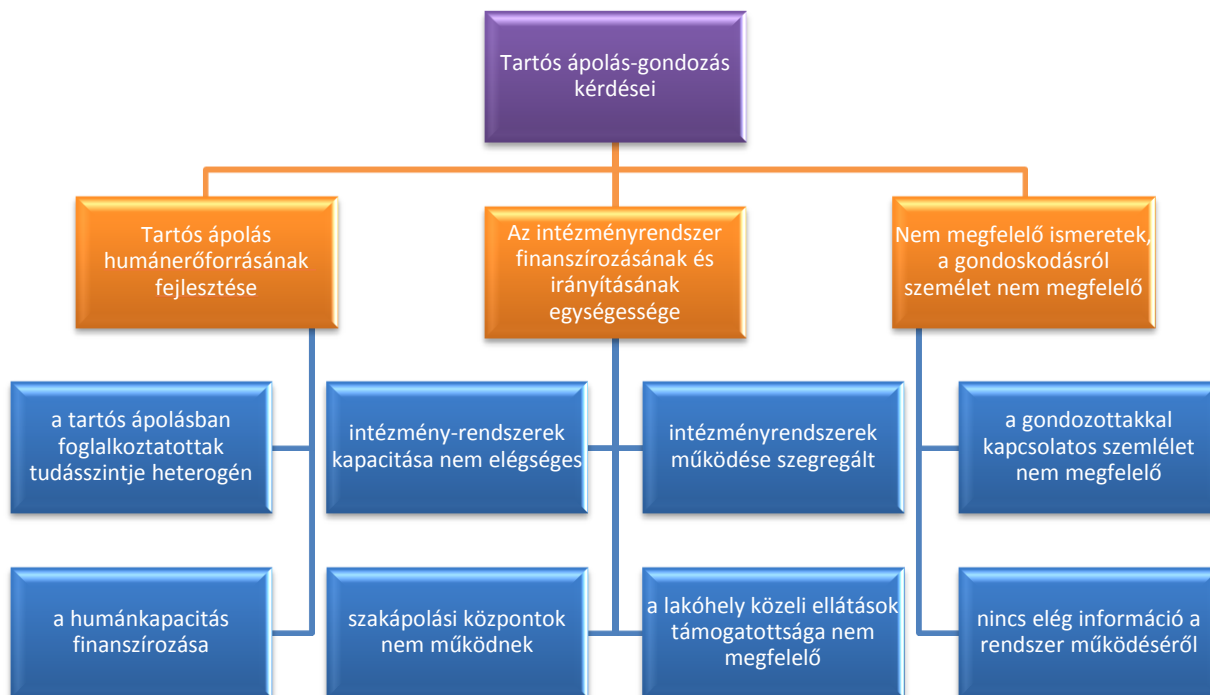 Tartós ápolás-gondozás
kérdései
Tartós ápolás
humánerőforrásának
fejlesztése
Az intézményrendszer
finanszírozásának és
irányításának
egységessége
Nem megfelelő ismeretek,
a gondoskodásról
személet nem megfelelő
a tartós ápolásban
foglalkoztatottak
tudásszintje heterogén
intézmény-rendszerek
kapacitása nem elégséges
intézményrendszerek
működése szegregált
a gondozottakkal
kapcsolatos szemlélet
nem megfelelő
a humánkapacitás
finanszírozása
szakápolási központok
nem működnek
a lakóhely közeli ellátások
támogatottsága nem
megfelelő
nincs elég információ a
rendszer működéséről